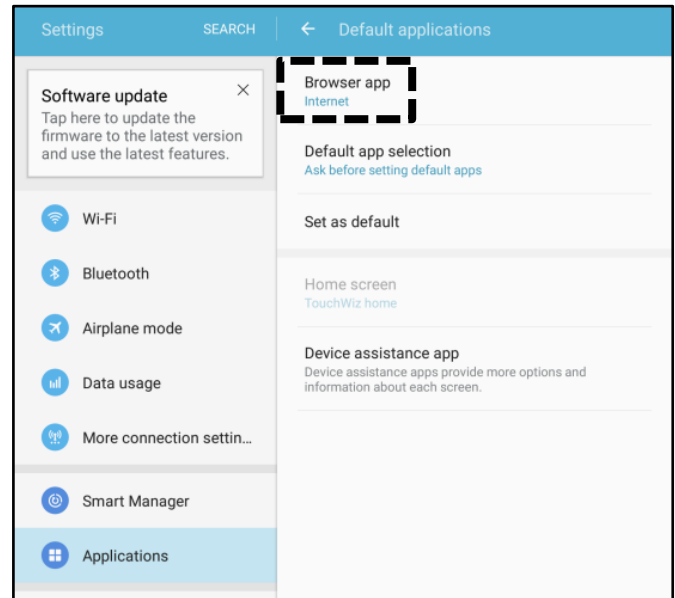 Settings
SEARCH
Default applications
Software update
Tap here to update the
firmware to the latest version
and use the latest features.
Wi-Fi
Bluetooth
Airplane mode
Data usage
More connection settin...
Smart Manager
Applications
Browser app
Internet
Default app selection
Ask before setting default apps
Set as default
Home screen
TouchWiz home
Device assistance app
Device assistance apps provide more options and
information about each screen.